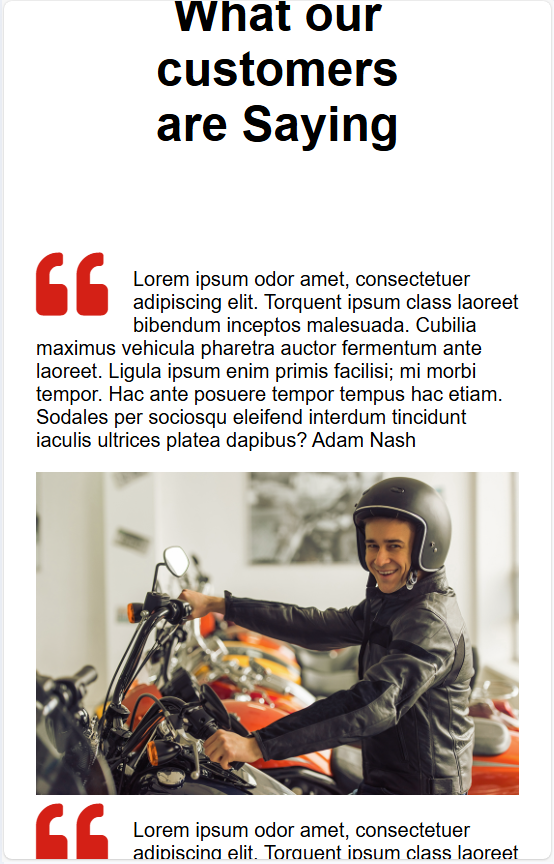 What our
customers
are Saying
Lorem ipsum odor amet, consectetuer
adipiscing elit. Torquent ipsum class laoreet
bibendum inceptos malesuada. Cubilia
maximus vehicula pharetra auctor fermentum ante
laoreet. Ligula ipsum enim primis facilisi; mi morbi
tempor. Hac ante posuere tempor tempus hac etiam.
Sodales per sociosqu eleifend interdum tincidunt
iaculis ultrices platea dapibus? Adam Nash
Lorem ipsum odor amet, consectetuer
adipiscing elit. Torquent ipsum class laoreet